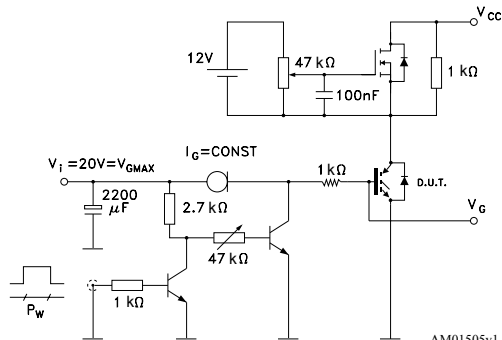 V_CC
12V
47 kΩ
100nF
1 kΩ
V_i =20V=V_GMAX
I_G=CONST
1 kΩ
D.U.T.
2200
μF
2.7 kΩ
V_G
47 kΩ
1 kΩ
P_W
AM01505v1